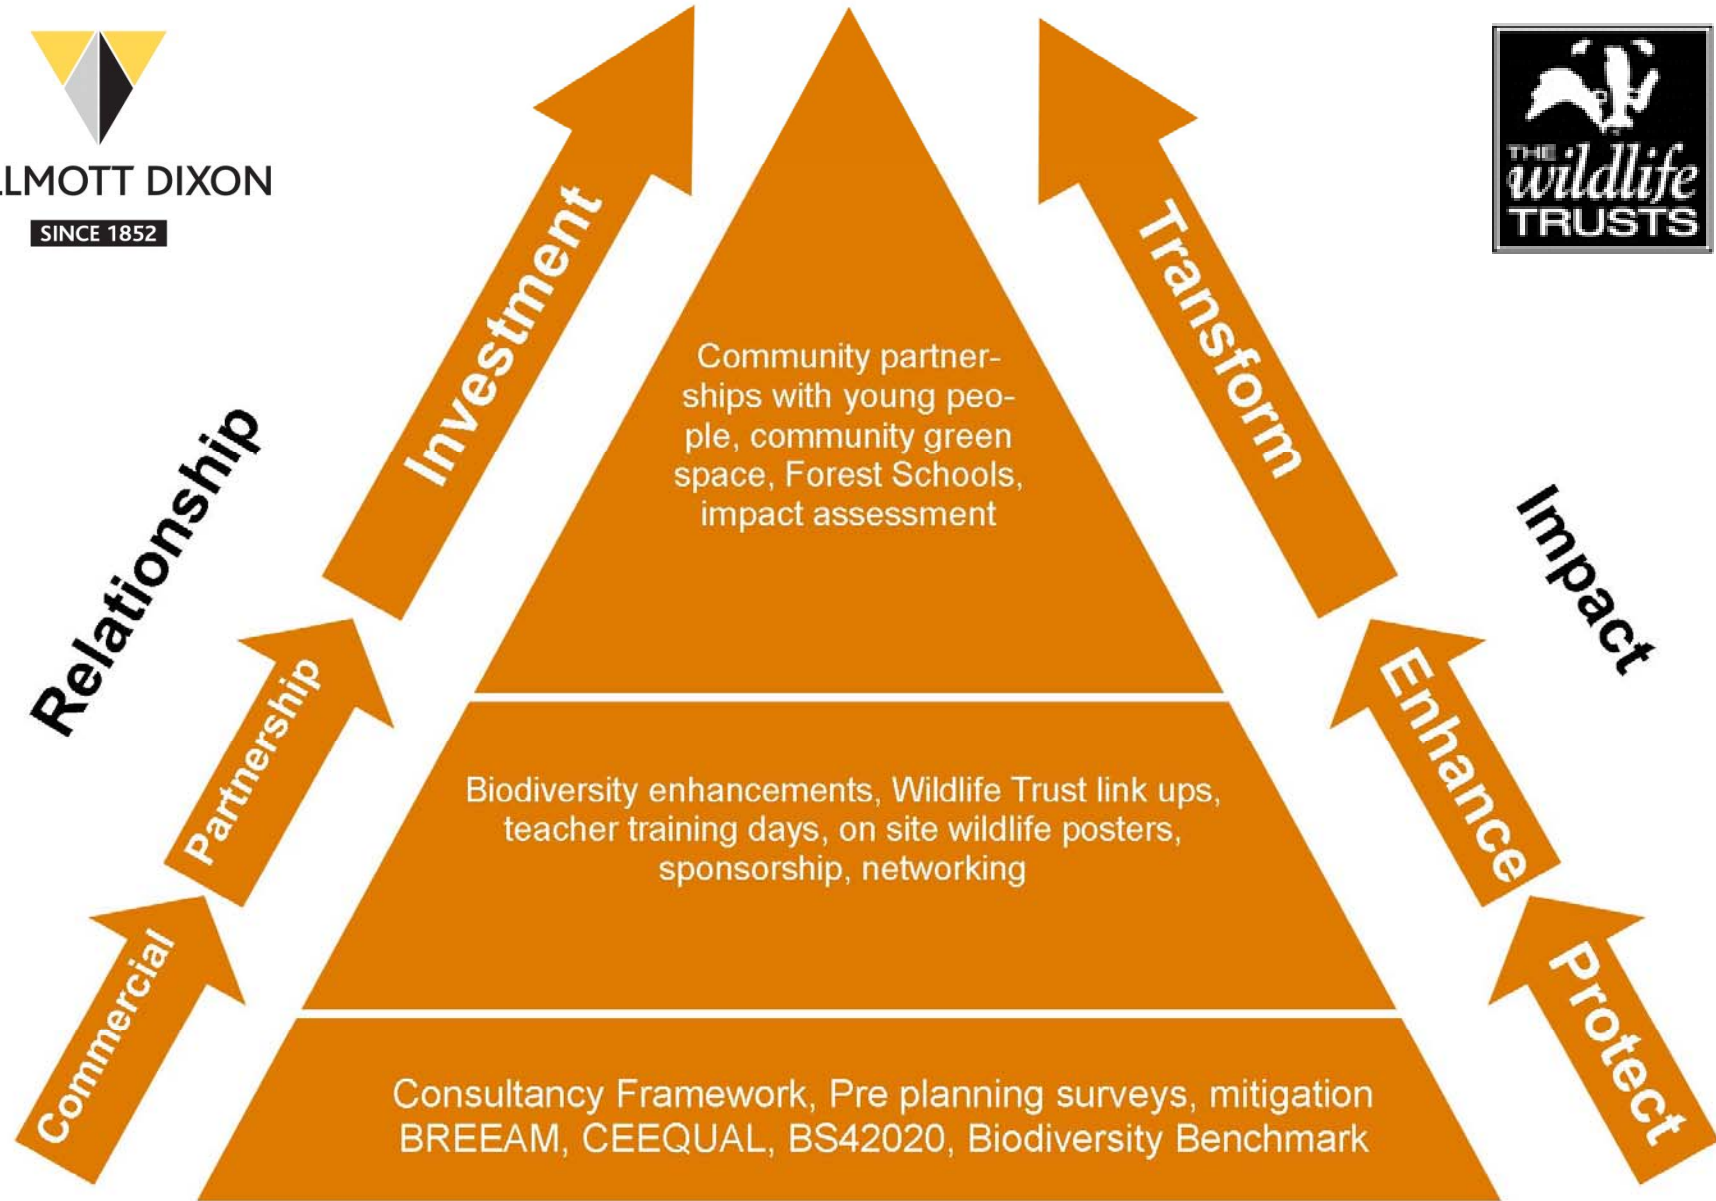 LLMOTT DIXON
SINCE 1852
THE
wildlife
TRUSTS
Relationship
Investment
Partnership
Commercial
Community partner-
ships with young peo-
ple, community green
space, Forest Schools,
impact assessment
Biodiversity enhancements, Wildlife Trust link ups,
teacher training days, on site wildlife posters,
sponsorship, networking
Consultancy Framework, Pre planning surveys, mitigation
BREEAM, CEEQUAL, BS42020, Biodiversity Benchmark
Transform
Enhance
Protect
Impact